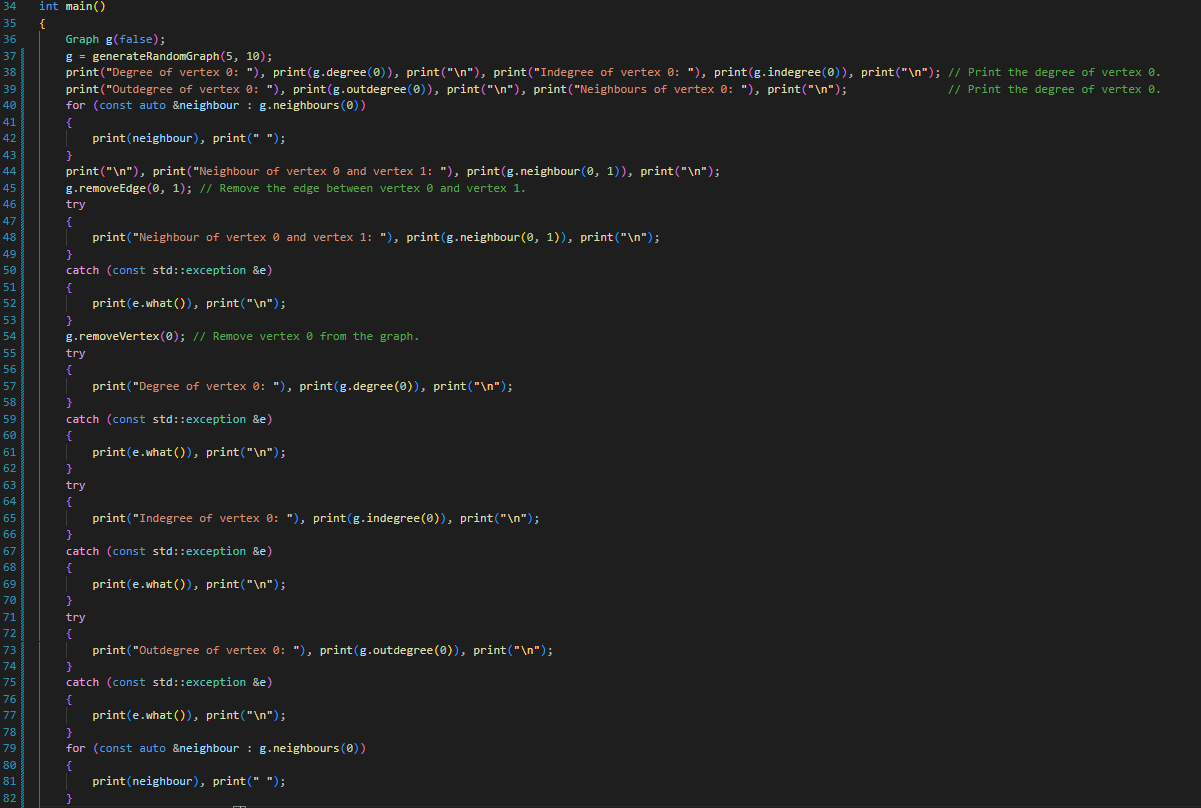 34 int main()
35 {
36     Graph g(false);
37     g = generateRandomGraph(5, 10);
38     print("Degree of vertex 0: "), print(g.degree(0)), print("\n"), print("Indegree of vertex 0: "), print(g.indegree(0)), print("\n"); // Print the degree of vertex 0.
39     print("Outdegree of vertex 0: "), print(g.outdegree(0)), print("\n"), print("Neighbours of vertex 0: "), print("\n");               // Print the degree of vertex 0.
40     for (const auto &neighbour : g.neighbours(0))
41     {
42         print(neighbour), print(" ");
43     }
44     print("\n"), print("Neighbour of vertex 0 and vertex 1: "), print(g.neighbour(0, 1)), print("\n");
45     g.removeEdge(0, 1); // Remove the edge between vertex 0 and vertex 1.
46     try
47     {
48         print("Neighbour of vertex 0 and vertex 1: "), print(g.neighbour(0, 1)), print("\n");
49     }
50     catch (const std::exception &e)
51     {
52         print(e.what()), print("\n");
53     }
54     g.removeVertex(0); // Remove vertex 0 from the graph.
55     try
56     {
57         print("Degree of vertex 0: "), print(g.degree(0)), print("\n");
58     }
59     catch (const std::exception &e)
60     {
61         print(e.what()), print("\n");
62     }
63     try
64     {
65         print("Indegree of vertex 0: "), print(g.indegree(0)), print("\n");
66     }
67     catch (const std::exception &e)
68     {
69         print(e.what()), print("\n");
70     }
71     try
72     {
73         print("Outdegree of vertex 0: "), print(g.outdegree(0)), print("\n");
74     }
75     catch (const std::exception &e)
76     {
77         print(e.what()), print("\n");
78     }
79     for (const auto &neighbour : g.neighbours(0))
80     {
81         print(neighbour), print(" ");
82     }